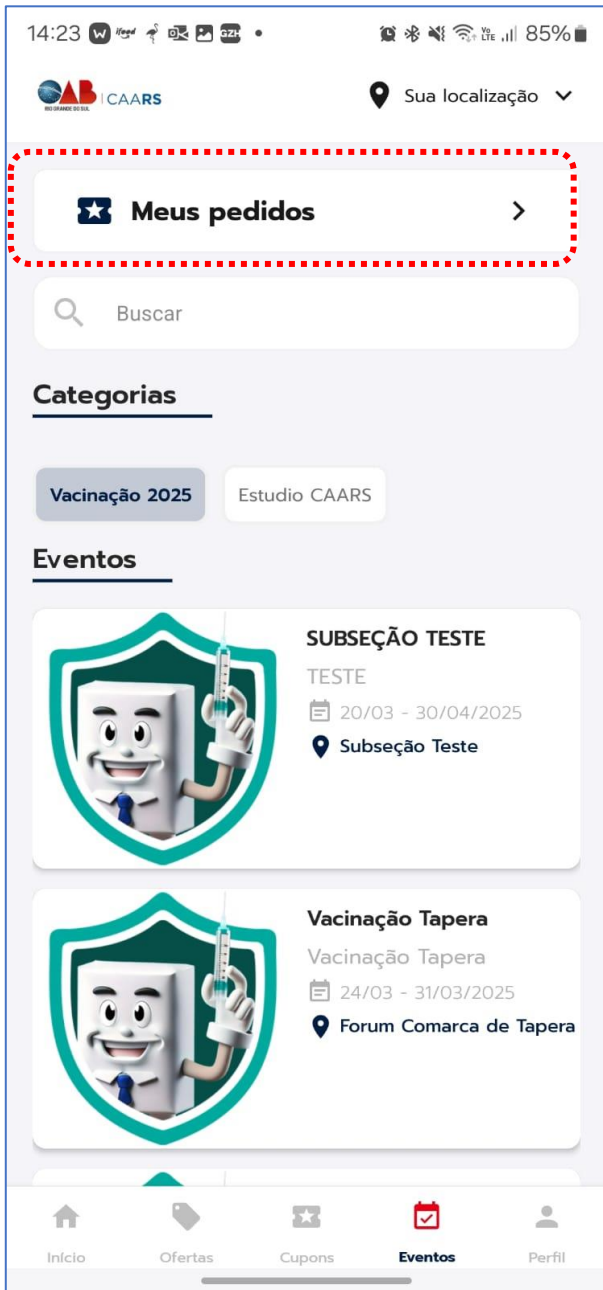 14:23 W ifood GZH 85%
OAB CAARS Sua localização
RIO GRANDE DO SUL
Meus pedidos
Buscar
Categorias
Vacinação 2025 Estudio CAARS
Eventos
SUBSEÇÃO TESTE
TESTE
20/03 - 30/04/2025
Subseção Teste
Vacinação Tapera
Vacinação Tapera
24/03 - 31/03/2025
Forum Comarca de Tapera
Início Ofertas Cupons Eventos Perfil